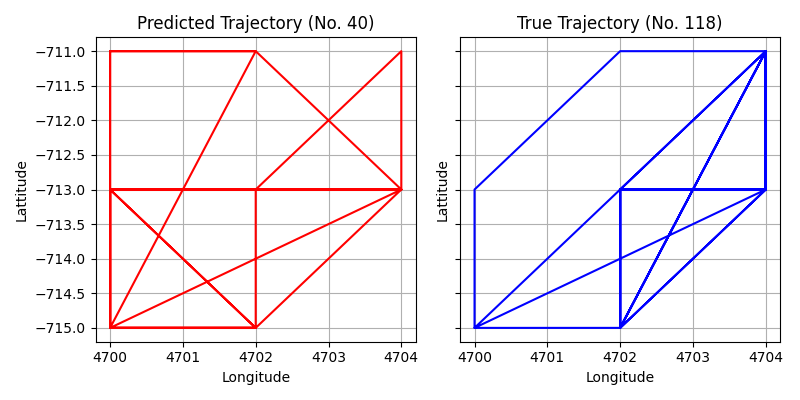 Predicted Trajectory (No. 40)
True Trajectory (No. 118)
Lattitude
−711.0
−711.5
−712.0
−712.5
−713.0
−713.5
−714.0
−714.5
−715.0
4700 4701 4702 4703 4704
Longitude
Lattitude
4700 4701 4702 4703 4704
Longitude